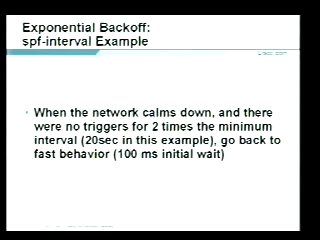 Exponential Backoff:
spf-interval Example
• When the network calms down, and there
were no triggers for 2 times the minimum
interval (20sec in this example), go back to
fast behavior (100 ms initial wait)